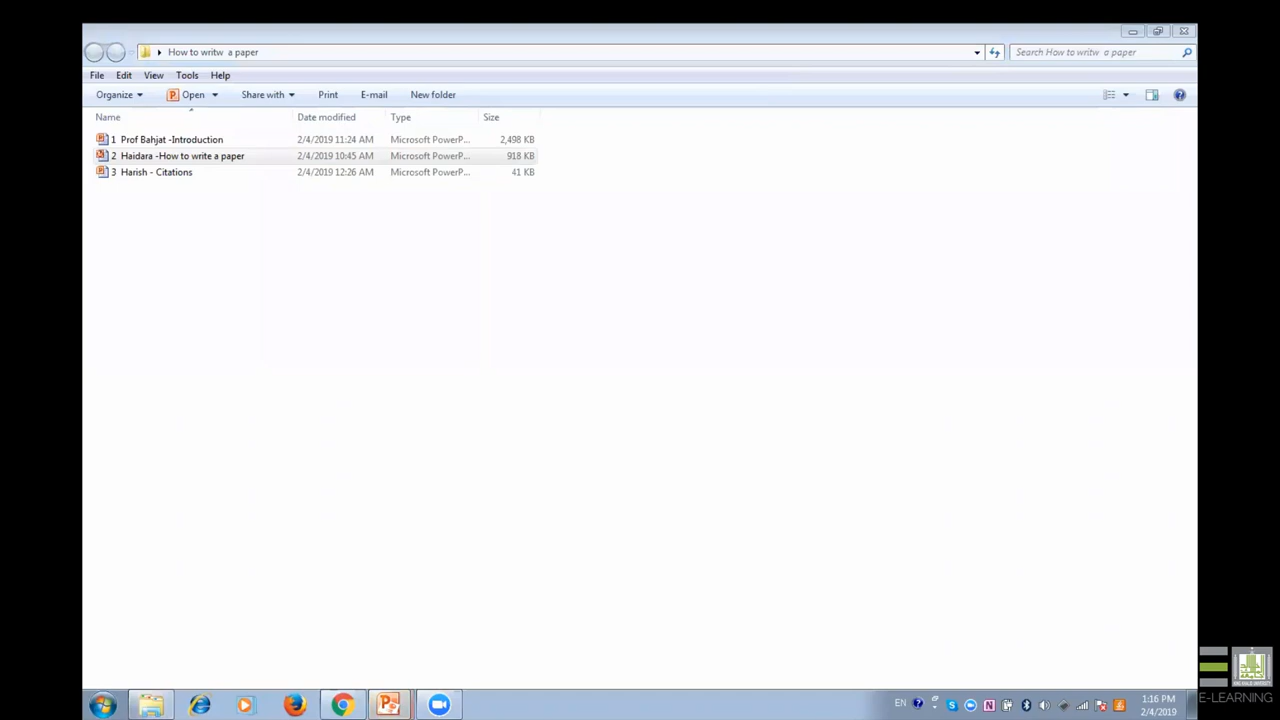 How to writw  a paper
Search How to writw  a paper
File Edit View Tools Help
Organize Open Share with Print E-mail New folder
Name Date modified Type Size
1  Prof Bahjat -Introduction 2/4/2019 11:24 AM Microsoft PowerP... 2,498 KB
2  Haidara -How to write a paper 2/4/2019 10:45 AM Microsoft PowerP... 918 KB
3  Harish - Citations 2/4/2019 12:26 AM Microsoft PowerP... 41 KB
EN
1:16 PM
2/4/2019
E-LEARNING